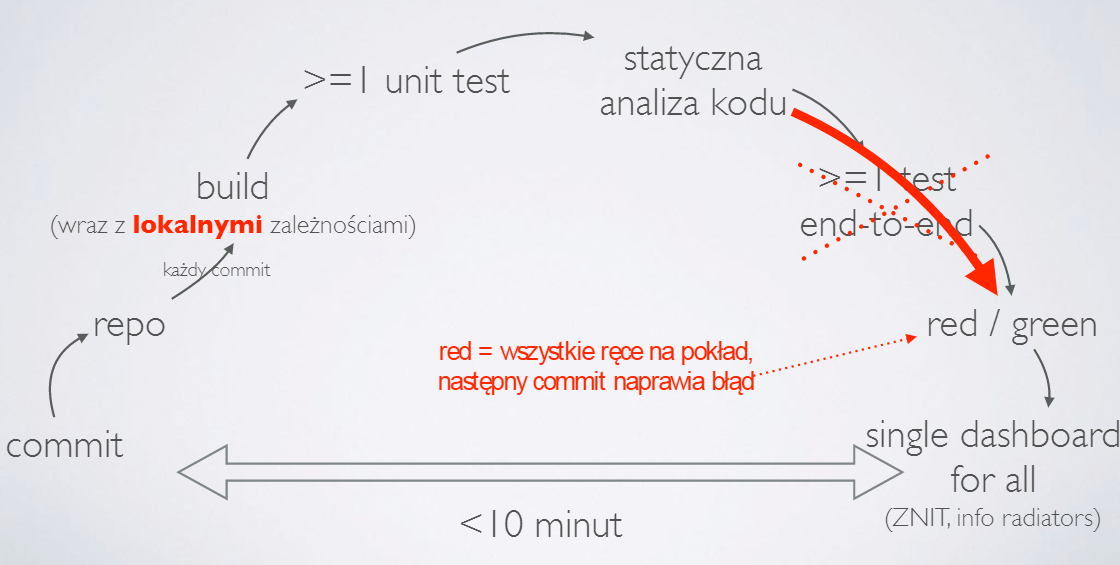 >=1 unit test
statyczna
analiza kodu
build
(wraz z lokalnymi zależnościami)
>=1 test
end-to-end
każdy commit
repo
red / green
red = wszystkie ręce na pokład,
następny commit naprawia błąd
commit
single dashboard
for all
(ZNIT, info radiators)
<10 minut